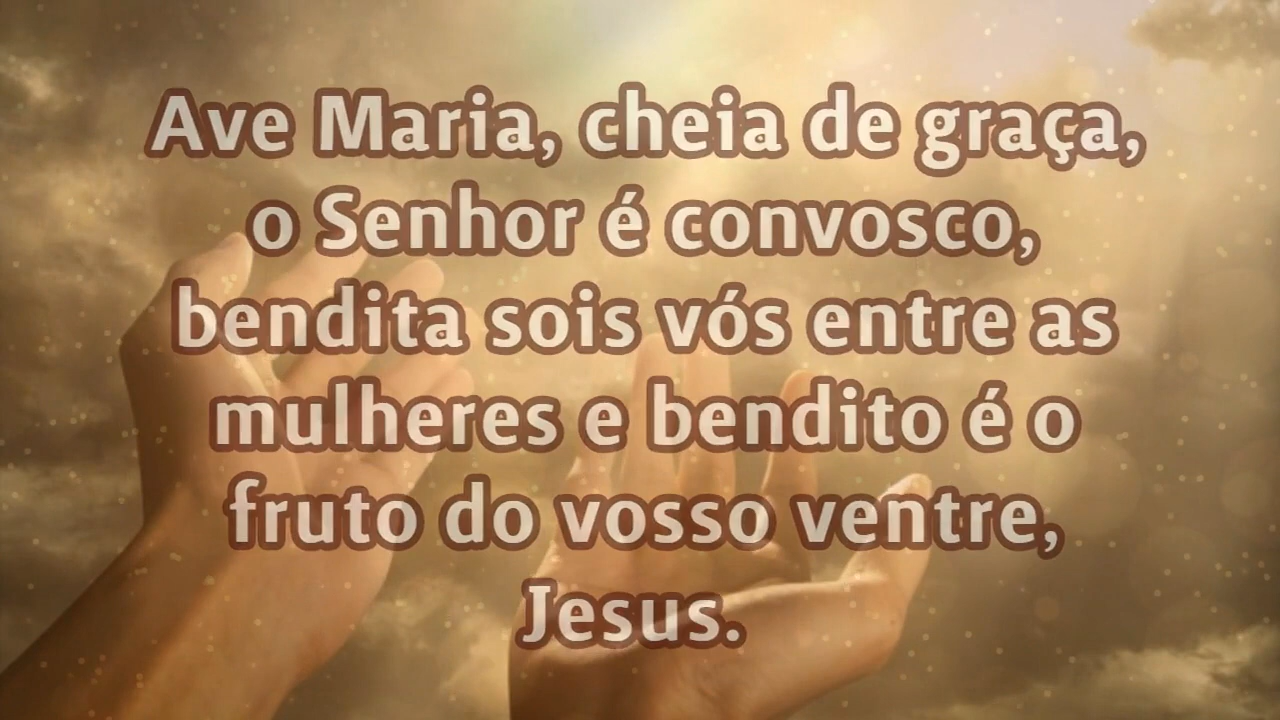 Ave Maria, cheia de graça,
o Senhor é convosco,
bendita sois vós entre as
mulheres e bendito é o
fruto do vosso ventre,
Jesus.